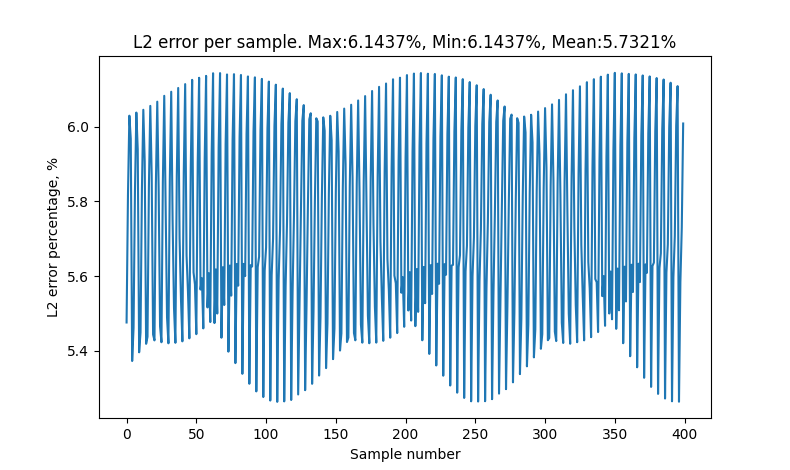 L2 error per sample. Max:6.1437%, Min:6.1437%, Mean:5.7321%
L2 error percentage, %
6.0
5.8
5.6
5.4
0 50 100 150 200 250 300 350 400
Sample number